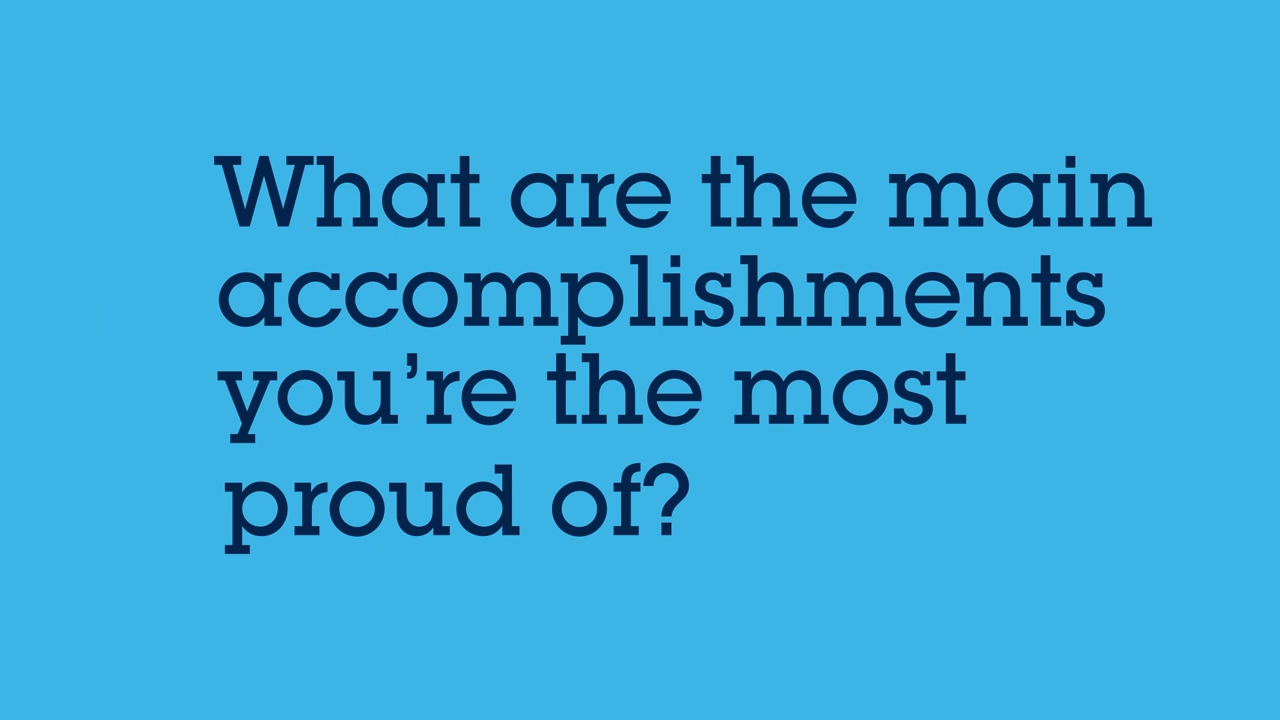 What are the main
accomplishments
you’re the most
proud of?